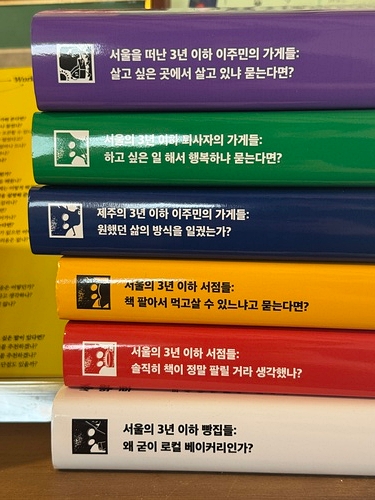 서울을 떠난 3년 이하 이주민의 가게들:
살고 싶은 곳에서 살고 있냐 묻는다면?
서울의 3년 이하 퇴사자의 가게들:
하고 싶은 일 해서 행복하냐 묻는다면?
제주의 3년 이하 이주민의 가게들:
원했던 삶의 방식을 일궜는가?
서울의 3년 이하 서점들:
책 팔아서 먹고살 수 있느냐고 묻는다면?
서울의 3년 이하 서점들:
솔직히 책이 정말 팔릴 거라 생각했나?
서울의 3년 이하 빵집들:
왜 굳이 로컬 베이커리인가?